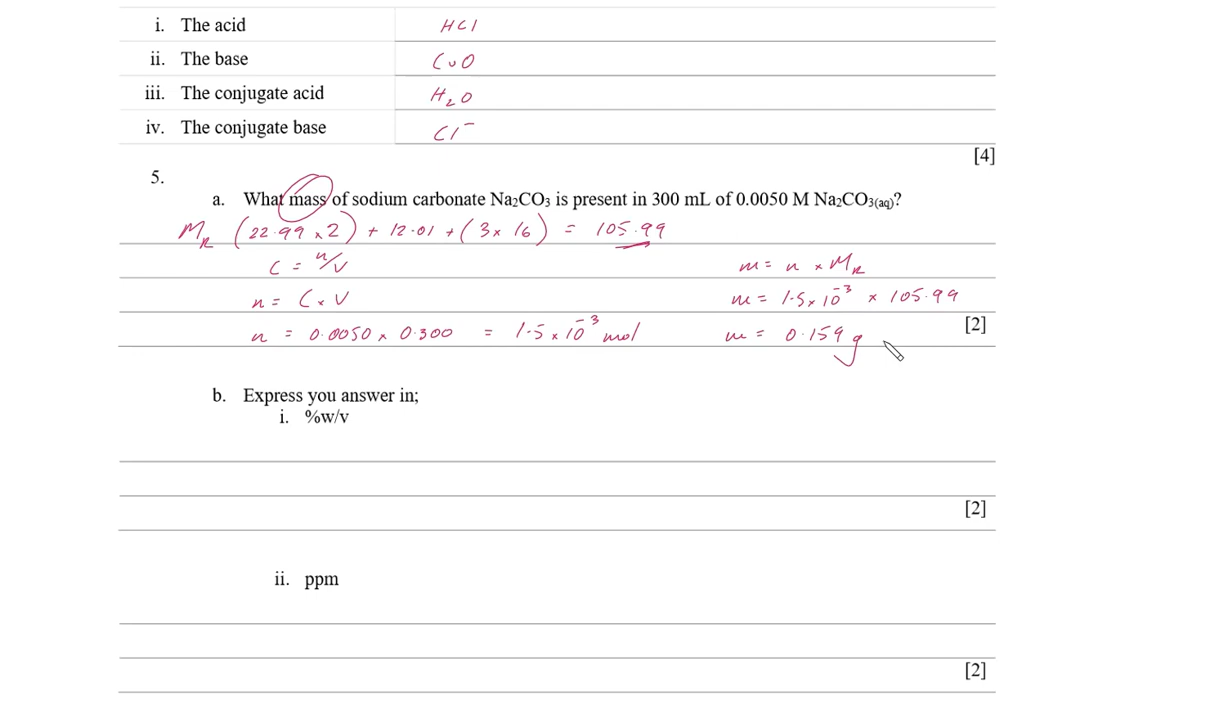 i. The acid HCl
ii. The base CuO
iii. The conjugate acid H₂O
iv. The conjugate base Cl⁻
[4]
5.
a. What mass of sodium carbonate Na₂CO₃ is present in 300 mL of 0.0050 M Na₂CO₃(aq)?
MR (22.99 x 2) + 12.01 + (3 x 16) = 105.99
C = n/V
m = n x MR
n = C x V
m = 1.5 x 10⁻³ x 105.99
[2]
n = 0.0050 x 0.300 = 1.5 x 10⁻³ mol
m = 0.159 g
b. Express you answer in;
i. %w/v
[2]
ii. ppm
[2]